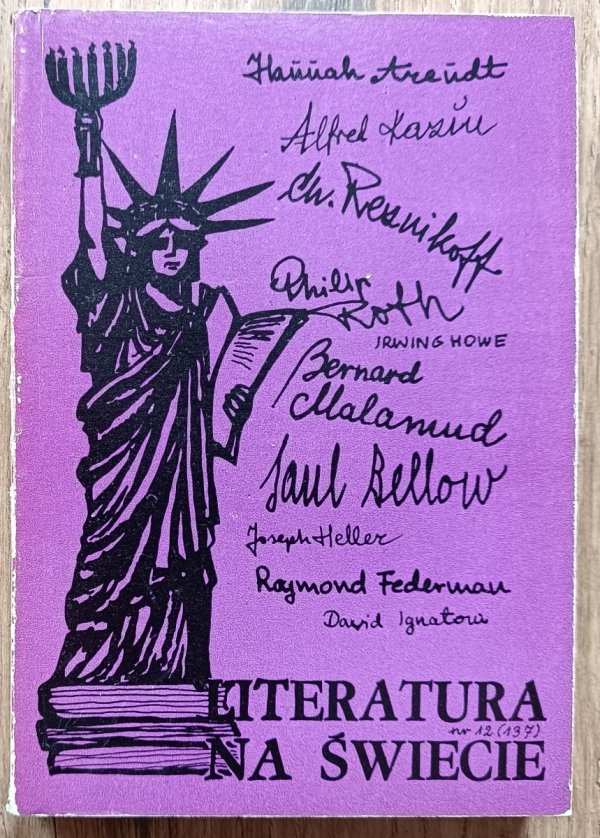 Hannah Arendt
Alfred Kazin
Ch. Reznikoff
Philip
Roth
IRWING HOWE
Bernard
Malamud
Saul Bellow
Joseph Heller
Raymond Federman
David Ignatow
LITERATURA
nr 12 (137)
NA ŚWIECIE